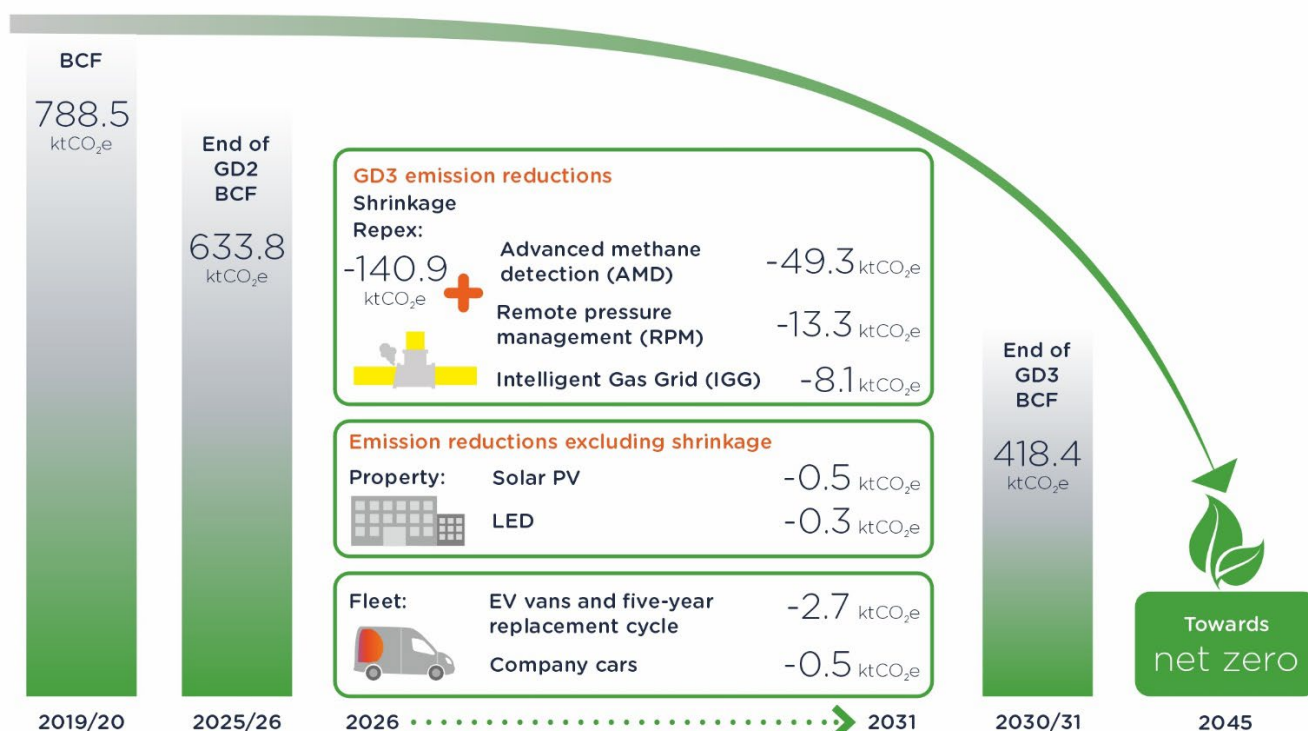 BCF
788.5
ktCO₂e
End of
GD2
BCF
633.8
ktCO₂e
GD3 emission reductions
Shrinkage
Repex:
-140.9
ktCO₂e
Advanced methane
detection (AMD)
-49.3 ktCO₂e
Remote pressure
management (RPM)
-13.3 ktCO₂e
Intelligent Gas Grid (IGG)
-8.1 ktCO₂e
Emission reductions excluding shrinkage
Property:
Solar PV
-0.5 ktCO₂e
LED
-0.3 ktCO₂e
Fleet:
EV vans and five-year
replacement cycle
-2.7 ktCO₂e
Company cars
-0.5 ktCO₂e
End of
GD3
BCF
418.4
ktCO₂e
Towards
net zero
2019/20
2025/26
2026
2031
2030/31
2045